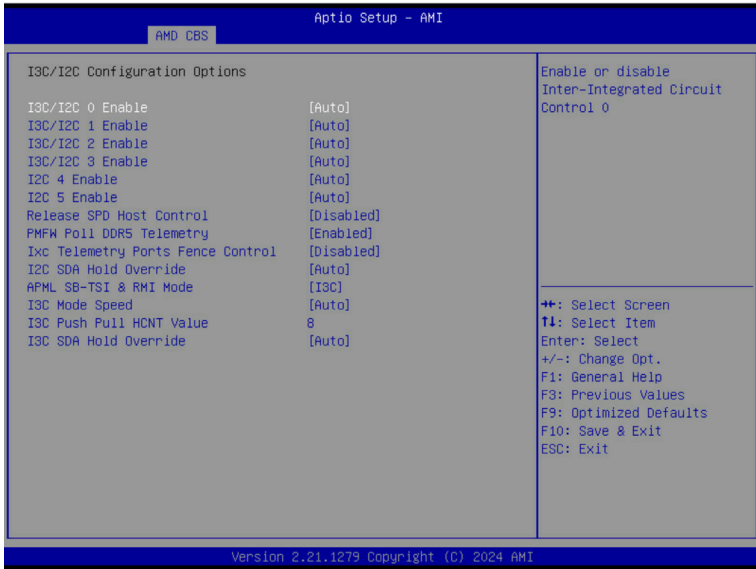 Aptio Setup - AMI
AMD CBS
I3C/I2C Configuration Options
I3C/I2C 0 Enable [Auto]
I3C/I2C 1 Enable [Auto]
I3C/I2C 2 Enable [Auto]
I3C/I2C 3 Enable [Auto]
I2C 4 Enable [Auto]
I2C 5 Enable [Auto]
Release SPD Host Control [Disabled]
PMFW Poll DDR5 Telemetry [Enabled]
Ixc Telemetry Ports Fence Control [Disabled]
I2C SDA Hold Override [Auto]
APML SB-TSI & RMI Mode [I3C]
I3C Mode Speed [Auto]
I3C Push Pull HCNT Value 8
I3C SDA Hold Override [Auto]
Enable or disable
Inter-Integrated Circuit
Control 0
→←: Select Screen
↑↓: Select Item
Enter: Select
+/-: Change Opt.
F1: General Help
F3: Previous Values
F9: Optimized Defaults
F10: Save & Exit
ESC: Exit
Version 2.21.1279 Copyright (C) 2024 AMI